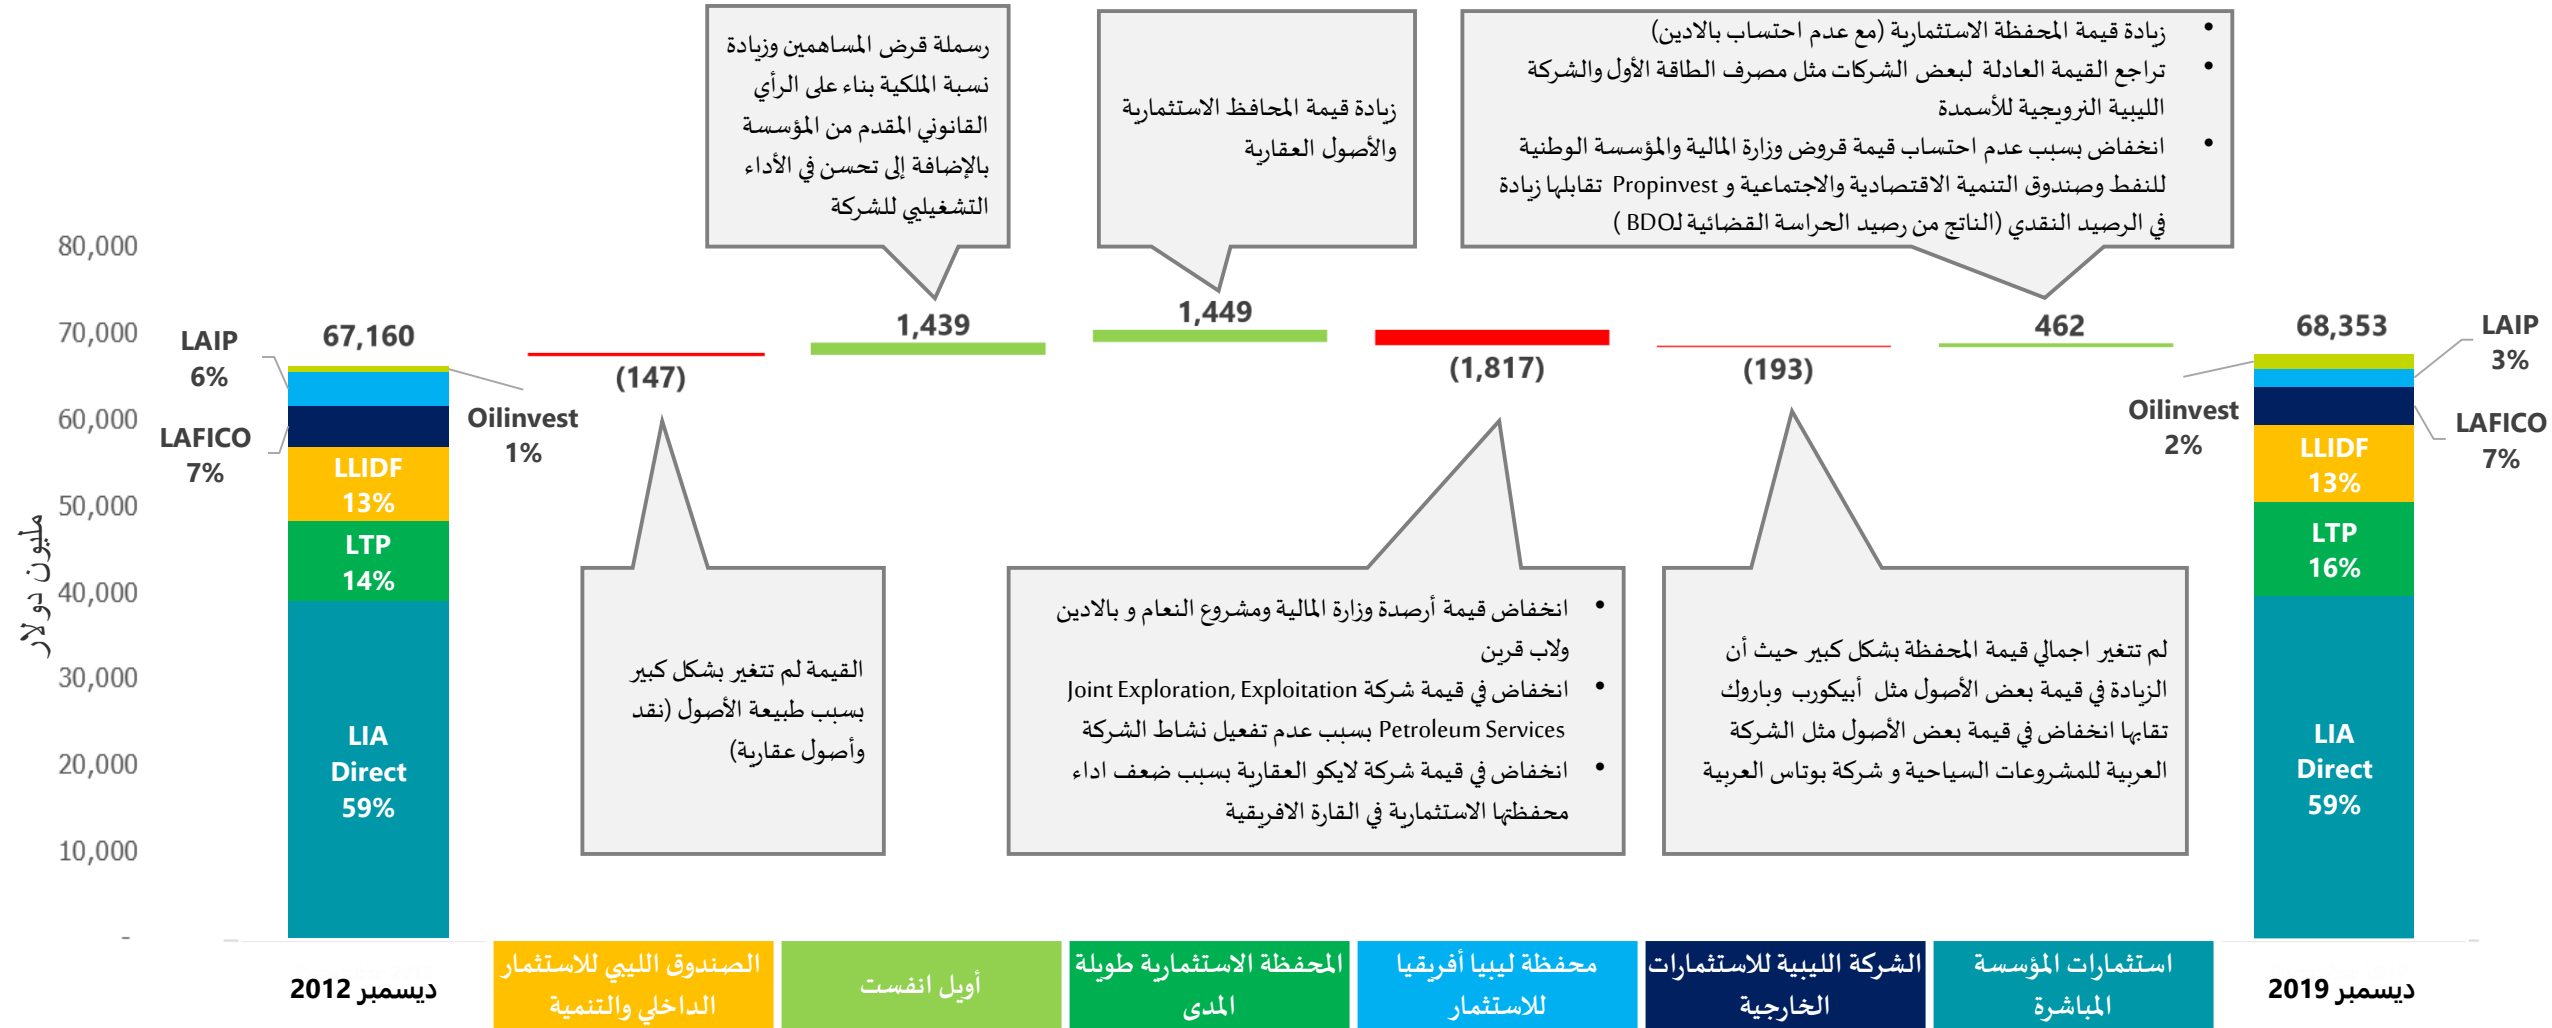 رسملة قرض المساهمين وزيادة
نسبة الملكية بناء على الرأي
القانوني المقدم من المؤسسة
بالإضافة إلى تحسن في الأداء
التشغيلي للشركة
زيادة قيمة المحافظ الاستثمارية
والأصول العقارية
• زيادة قيمة المحفظة الاستثمارية (مع عدم احتساب بالادين)
• تراجع القيمة العادلة لبعض الشركات مثل مصرف الطاقة الأول والشركة
الليبية النرويجية للأسمدة
• انخفاض بسبب عدم احتساب قيمة قروض وزارة المالية والمؤسسة الوطنية
للنفط وصندوق التنمية الاقتصادية والاجتماعية و Propinvest تقابلها زيادة
في الرصيد النقدي (الناتج من رصيد الحراسة القضائية لـBDO )
80,000
70,000
60,000
50,000
40,000
30,000
20,000
10,000
-
مليون دولار
67,160
LAIP
6%
LAFICO
7%
Oilinvest
1%
LLIDF
13%
LTP
14%
LIA
Direct
59%
(147)
1,439
1,449
(1,817)
(193)
462
68,353
LAIP
3%
Oilinvest
2%
LAFICO
7%
LLIDF
13%
LTP
16%
LIA
Direct
59%
القيمة لم تتغير بشكل كبير
بسبب طبيعة الأصول (نقد
وأصول عقارية)
• انخفاض قيمة أرصدة وزارة المالية ومشروع النعام و بالادين
ولاب قرين
• انخفاض في قيمة شركة Joint Exploration, Exploitation
Petroleum Services بسبب عدم تفعيل نشاط الشركة
• انخفاض في قيمة شركة لايكو العقارية بسبب ضعف اداء
محفظتها الاستثمارية في القارة الافريقية
لم تتغير اجمالي قيمة المحفظة بشكل كبير حيث أن
الزيادة في قيمة بعض الأصول مثل أبيكورب وباروك
تقابها انخفاض في قيمة بعض الأصول مثل الشركة
العربية للمشروعات السياحية و شركة بوتاس العربية
ديسمبر 2012
الصندوق الليبي للاستثمار
الداخلي والتنمية
أويل انفست
المحفظة الاستثمارية طويلة
المدى
محفظة ليبيا أفريقيا
للاستثمار
الشركة الليبية للاستثمارات
الخارجية
استثمارات المؤسسة
المباشرة
ديسمبر 2019